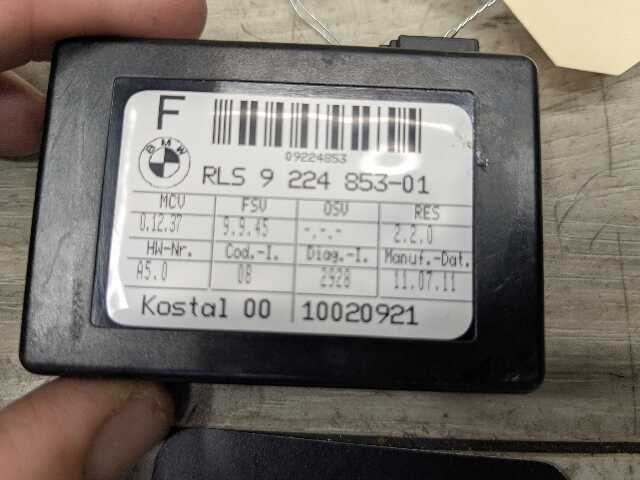 F
BMW
09224853
RLS 9 224 853-01
MCV FSV OSV RES
0.12.37 9.9.45 -.-.- 2.2.0
HW-Nr. Cod.-I. Diag.-I. Manuf.-Dat.
A5.0 08 2928 11.07.11
Kostal 00 10020921